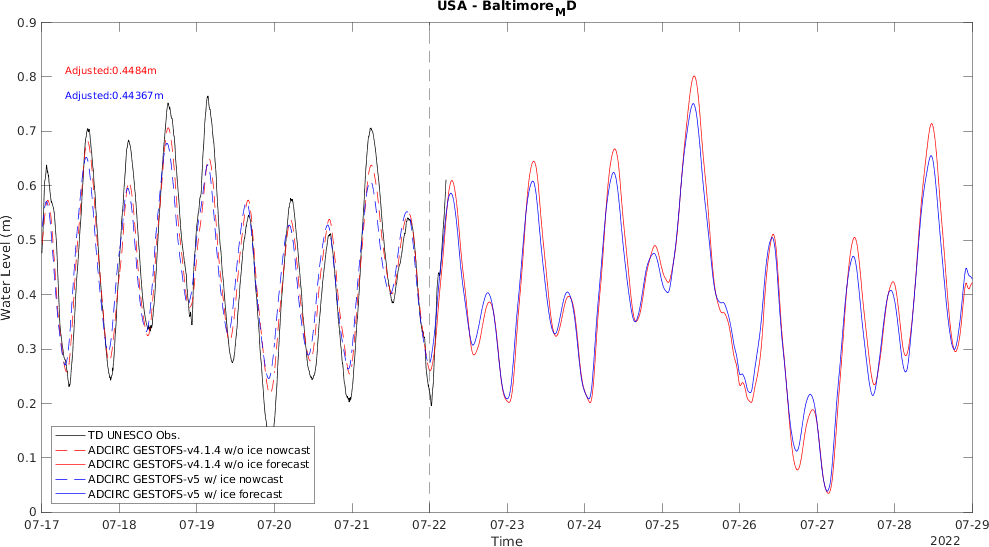 USA - Baltimore_MD
0.9
0.8
0.7
0.6
0.5
0.4
0.3
0.2
0.1
0
Water Level (m)
Adjusted:0.4484m
Adjusted:0.44367m
TD UNESCO Obs.
ADCIRC GESTOFS-v4.1.4 w/o ice nowcast
ADCIRC GESTOFS-v4.1.4 w/o ice forecast
ADCIRC GESTOFS-v5 w/ ice nowcast
ADCIRC GESTOFS-v5 w/ ice forecast
07-17 07-18 07-19 07-20 07-21 07-22 07-23 07-24 07-25 07-26 07-27 07-28 07-29
Time
2022